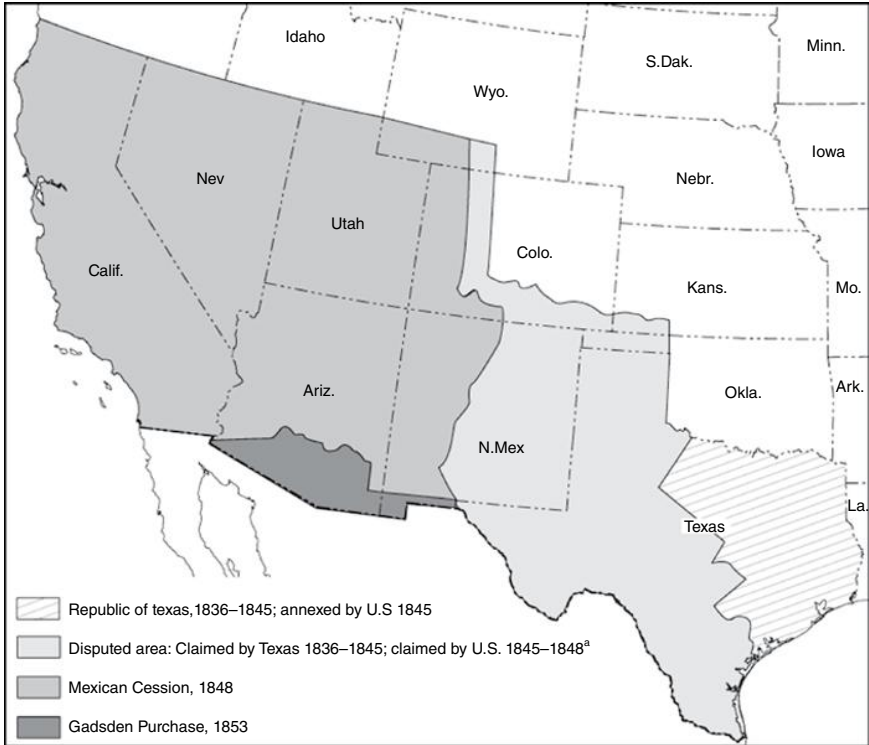 Idaho
Minn.
S.Dak.
Wyo.
Iowa
Nev
Nebr.
Utah
Colo.
Calif.
Kans.
Mo.
Ariz.
Okla.
Ark.
N.Mex
La.
Texas
Republic of texas,1836–1845; annexed by U.S 1845
Disputed area: Claimed by Texas 1836–1845; claimed by U.S. 1845–1848a
Mexican Cession, 1848
Gadsden Purchase, 1853